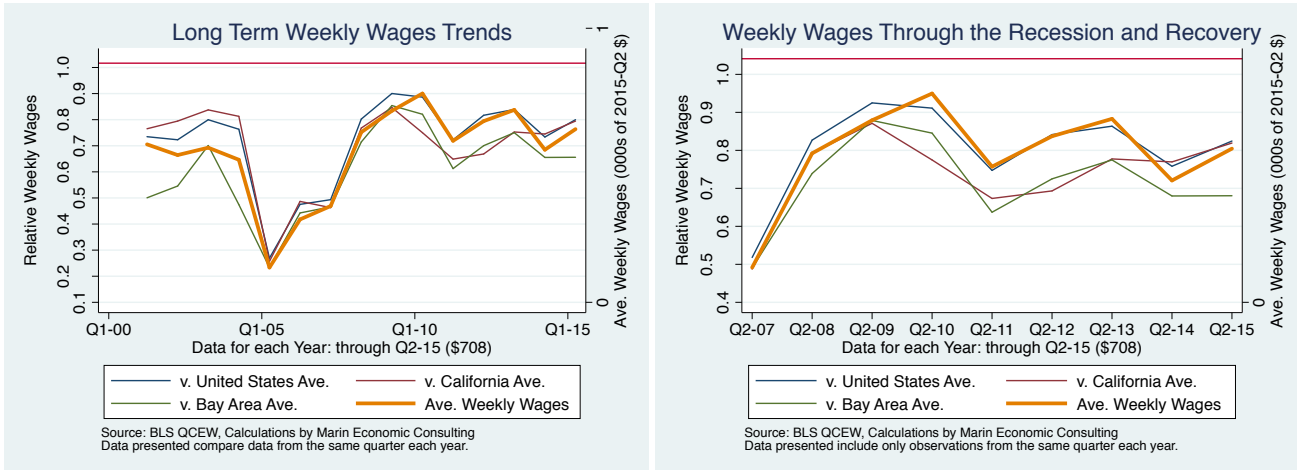 Long Term Weekly Wages Trends
Relative Weekly Wages
1.0
0.9
0.8
0.7
0.6
0.5
0.4
0.3
0.2
0.1
1
0
Ave. Weekly Wages (000s of 2015-Q2 $)
Q1-00 Q1-05 Q1-10 Q1-15
Data for each Year: through Q2-15 ($708)
v. United States Ave. v. California Ave.
v. Bay Area Ave. Ave. Weekly Wages
Source: BLS QCEW, Calculations by Marin Economic Consulting
Data presented compare data from the same quarter each year.
Weekly Wages Through the Recession and Recovery
Relative Weekly Wages
1.0
0.9
0.8
0.7
0.6
0.5
0.4
0
Ave. Weekly Wages (000s of 2015-Q2 $)
Q2-07 Q2-08 Q2-09 Q2-10 Q2-11 Q2-12 Q2-13 Q2-14 Q2-15
Data for each Year: through Q2-15 ($708)
v. United States Ave. v. California Ave.
v. Bay Area Ave. Ave. Weekly Wages
Source: BLS QCEW, Calculations by Marin Economic Consulting
Data presented include only observations from the same quarter each year.